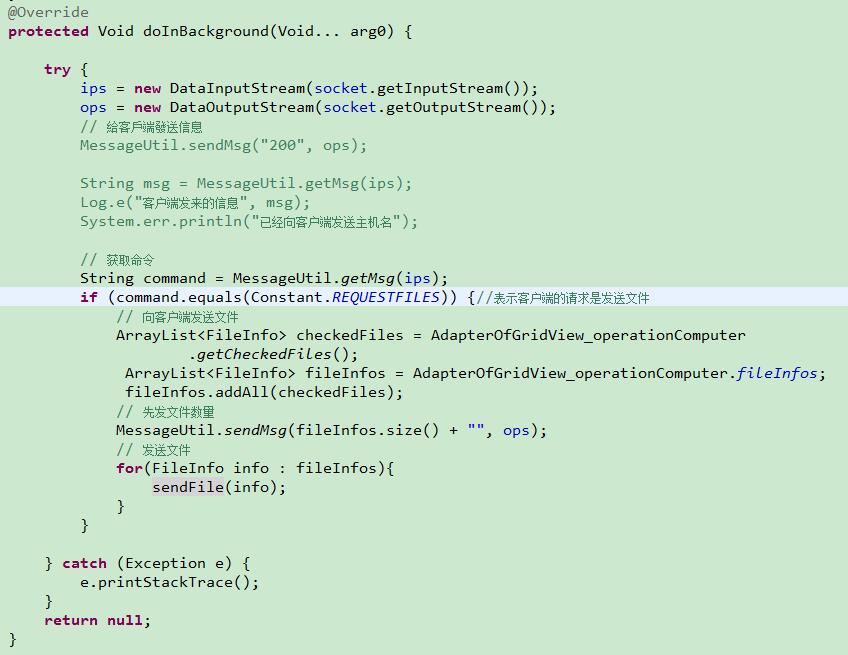 @Override
protected Void doInBackground(Void... arg0) {
try {
ips = new DataInputStream(socket.getInputStream());
ops = new DataOutputStream(socket.getOutputStream());
// 給客戶端發送信息
MessageUtil.sendMsg("200", ops);
String msg = MessageUtil.getMsg(ips);
Log.e("客户端发来的信息", msg);
System.err.println("已经向客户端发送主机名");
// 获取命令
String command = MessageUtil.getMsg(ips);
if (command.equals(Constant.REQUESTFILES)) {//表示客户端的请求是发送文件
// 向客户端发送文件
ArrayList<FileInfo> checkedFiles = AdapterOfGridView_operationComputer
.getCheckedFiles();
ArrayList<FileInfo> fileInfos = AdapterOfGridView_operationComputer.fileInfos;
fileInfos.addAll(checkedFiles);
// 先发文件数量
MessageUtil.sendMsg(fileInfos.size() + "", ops);
// 发送文件
for(FileInfo info : fileInfos){
sendFile(info);
}
}
} catch (Exception e) {
e.printStackTrace();
}
return null;
}